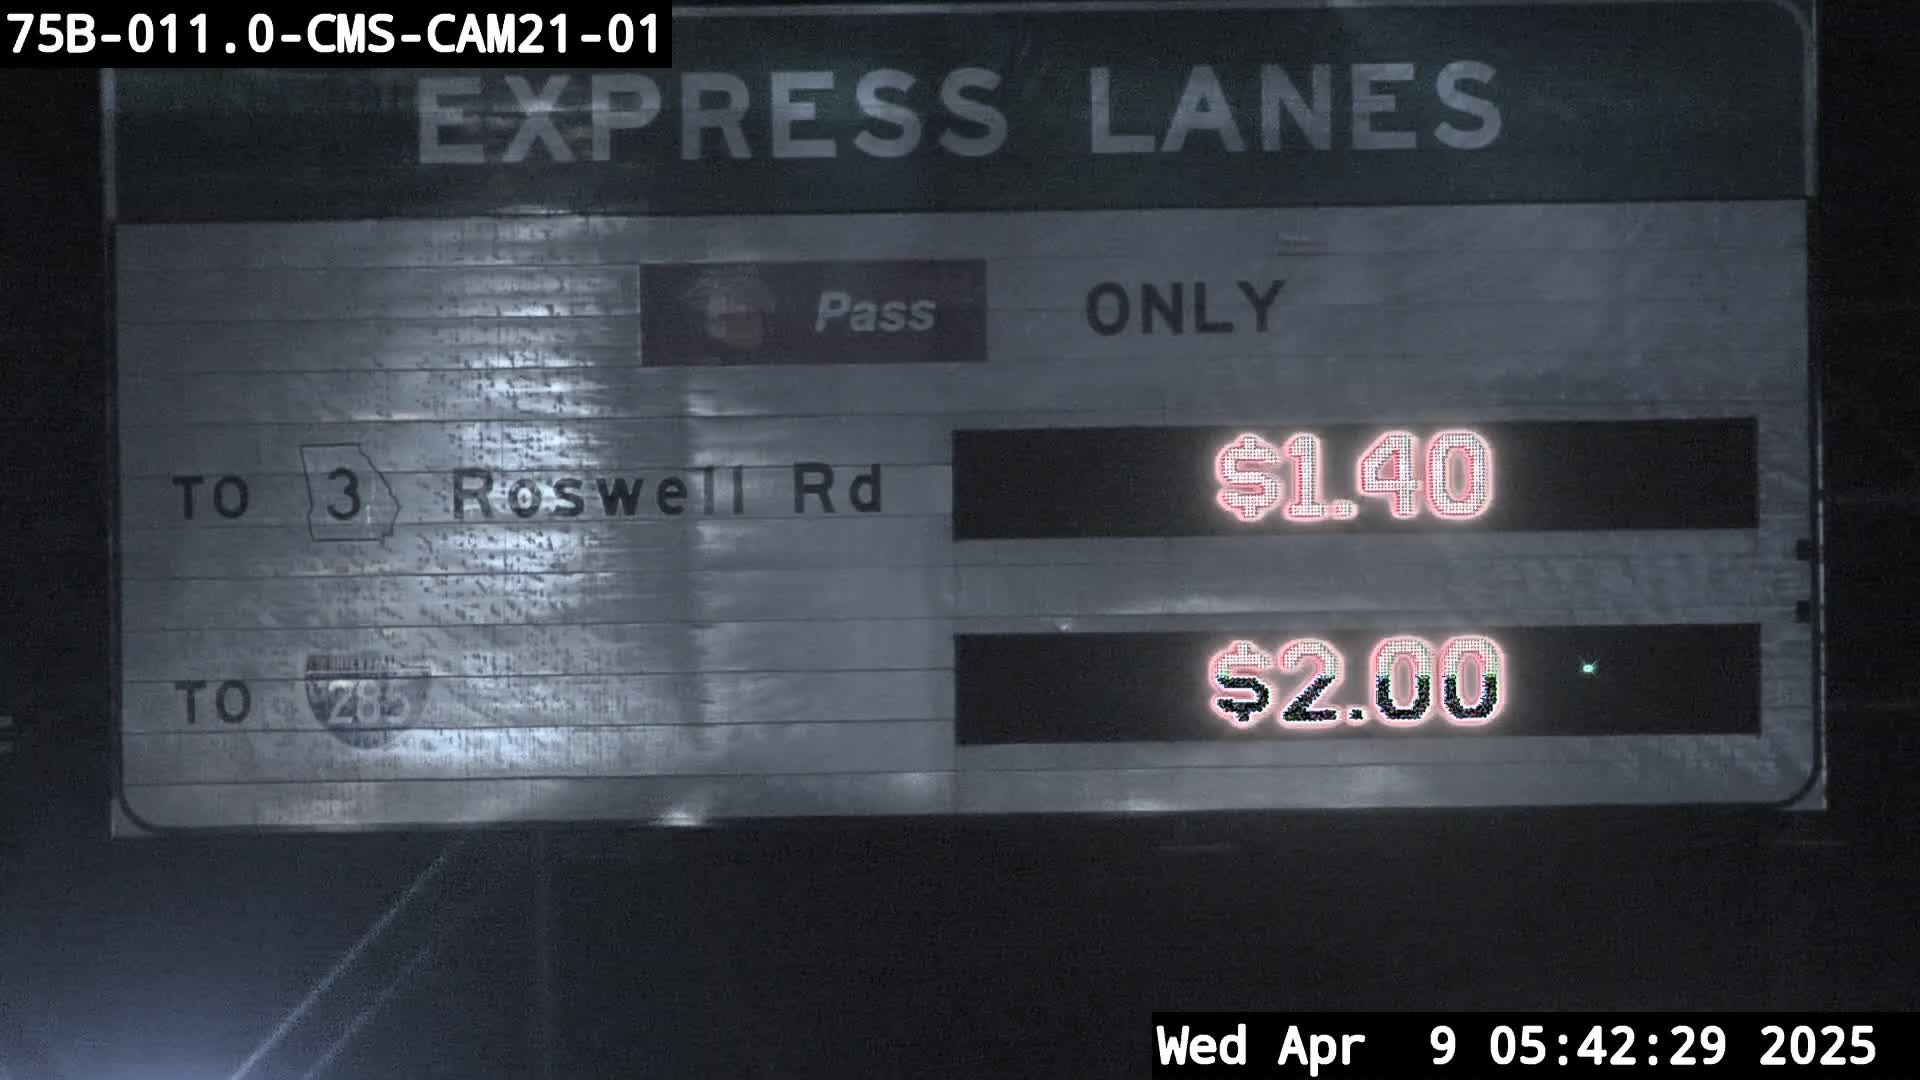 75B-011.0-CMS-CAM21-01
EXPRESS LANES
Pass ONLY
TO 3 Roswell Rd $1.40
TO 285 $2.00
Wed Apr 9 05:42:29 2025